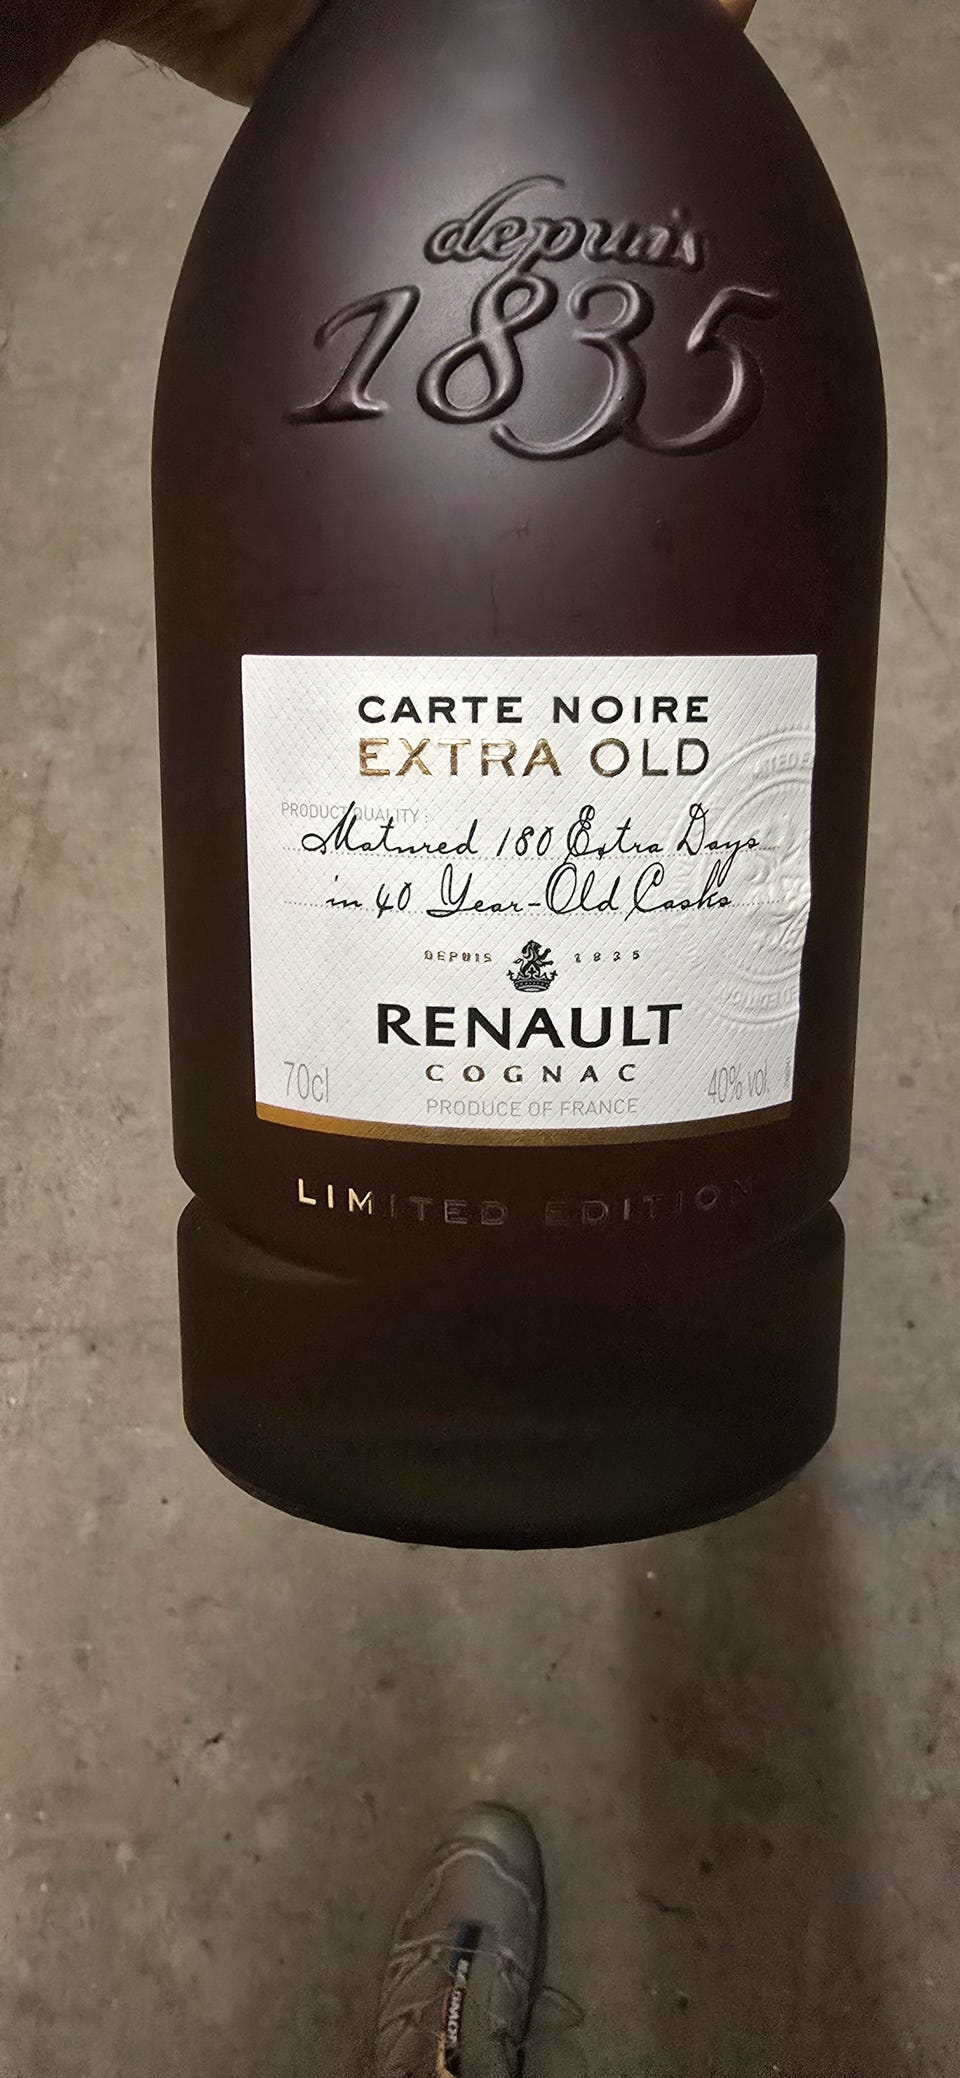 depuis
1835
CARTE NOIRE
EXTRA OLD
PRODUCT QUALITY :
Matured 180 Extra Days
in 40 Year-Old Casks
DEPUIS 1835
RENAULT
COGNAC
70cl 40% vol.
PRODUCE OF FRANCE
LIMITED EDITION